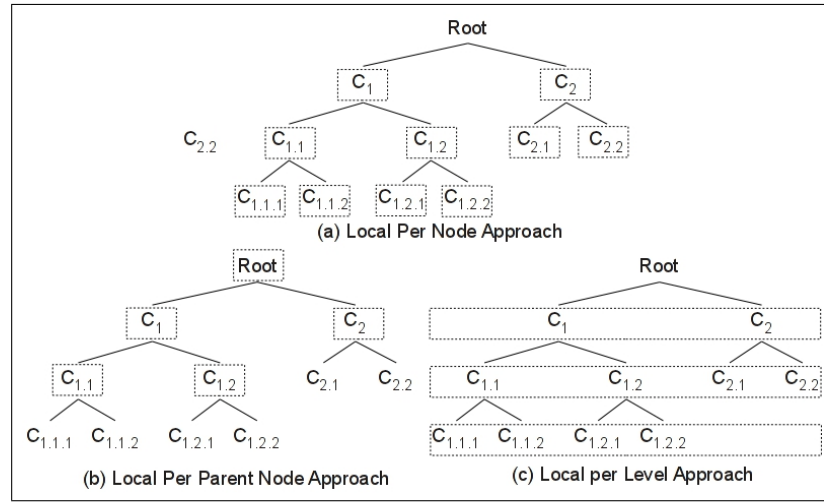 Root
C1 C2
C2.2 C1.1 C1.2 C2.1 C2.2
C1.1.1 C1.1.2 C1.2.1 C1.2.2
(a) Local Per Node Approach
Root
C1 C2
C1.1 C1.2 C2.1 C2.2
C1.1.1 C1.1.2 C1.2.1 C1.2.2
(b) Local Per Parent Node Approach
Root
C1 C2
C1.1 C1.2 C2.1 C2.2
C1.1.1 C1.1.2 C1.2.1 C1.2.2
(c) Local per Level Approach